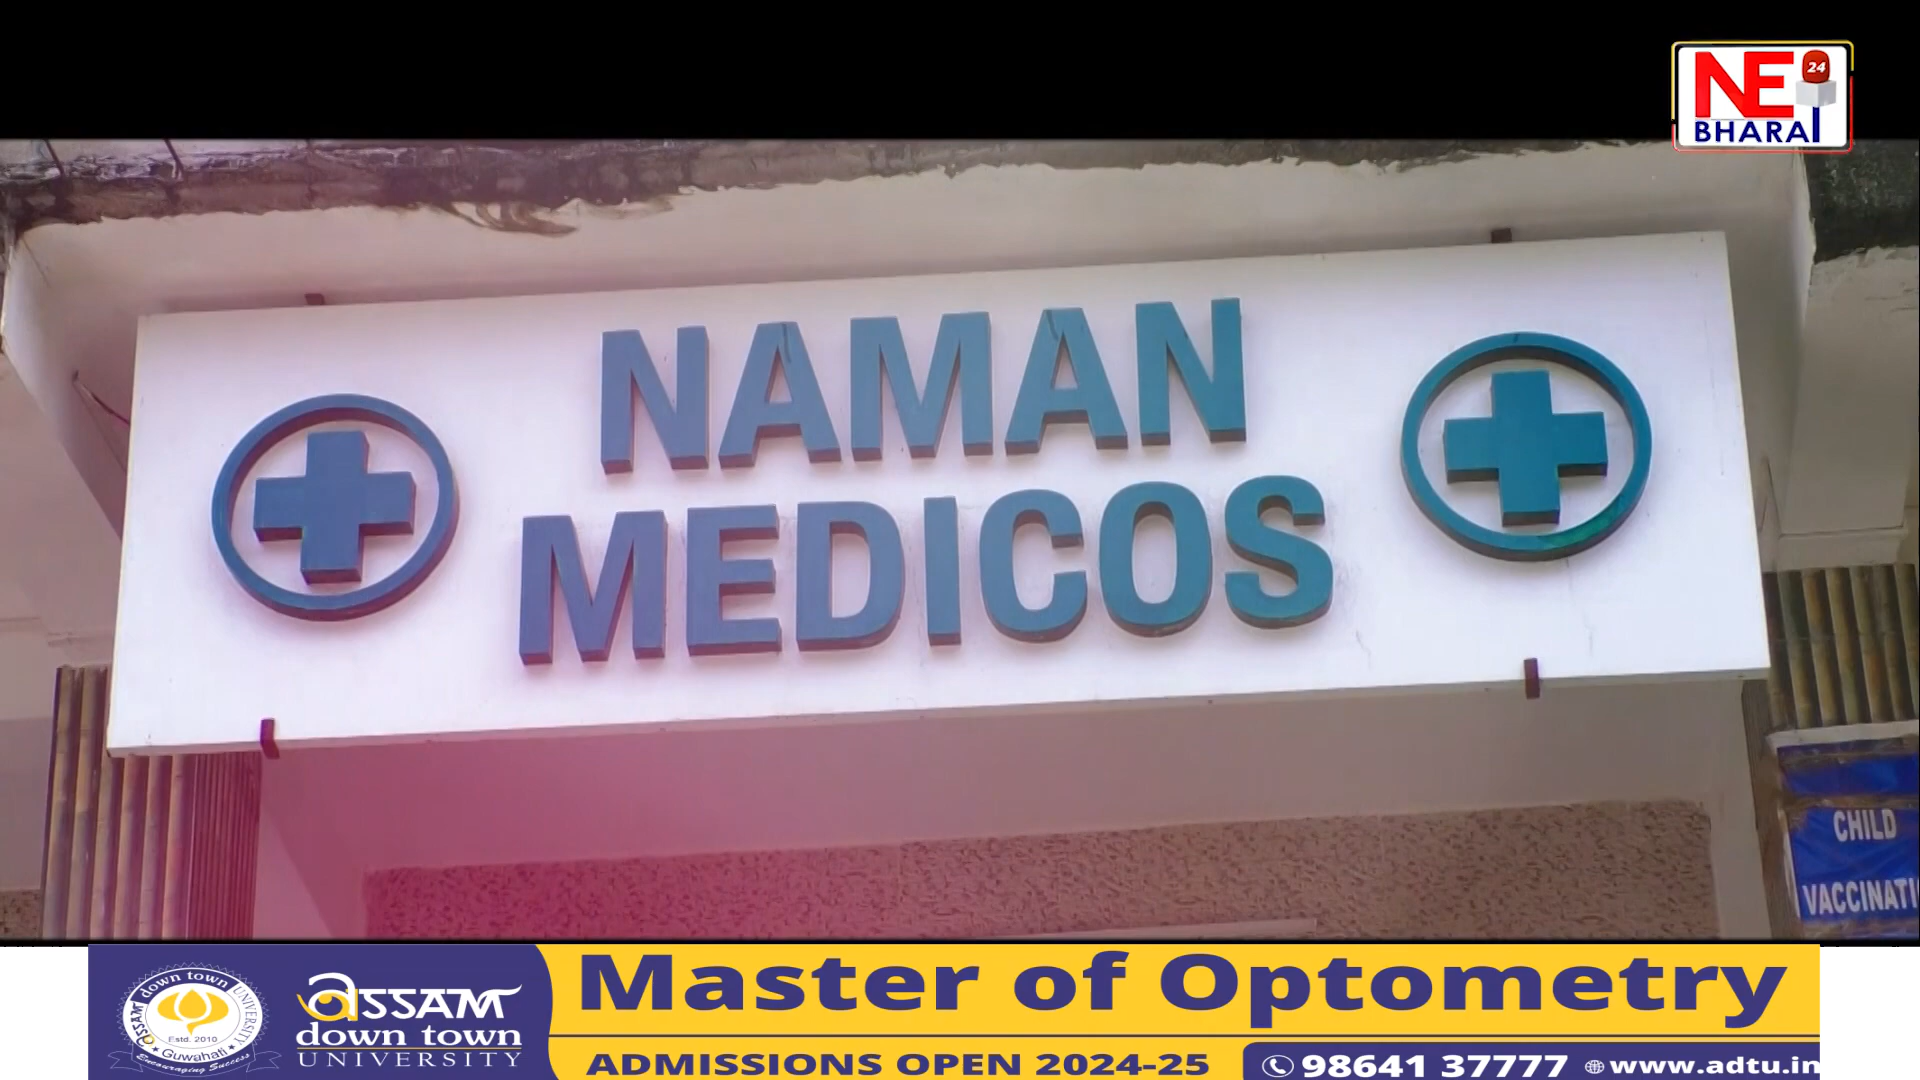 NE
24
BHARAT
NAMAN
MEDICOS
CHILD
VACCINATI
assam down town UNIVERSITY
Estd. 2010
Guwahati
Encouraging Success
assam
down town
UNIVERSITY
Master of Optometry
ADMISSIONS OPEN 2024-25
98641 37777
www.adtu.in